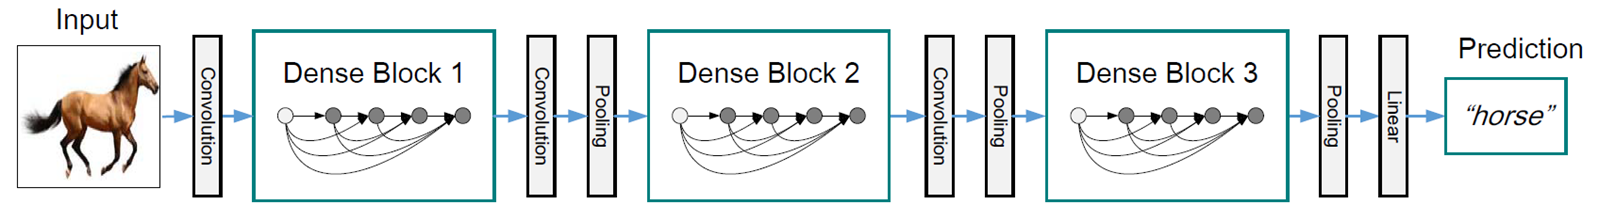 Input
Convolution
Dense Block 1
Convolution
Pooling
Dense Block 2
Convolution
Pooling
Dense Block 3
Pooling
Linear
Prediction
“horse”